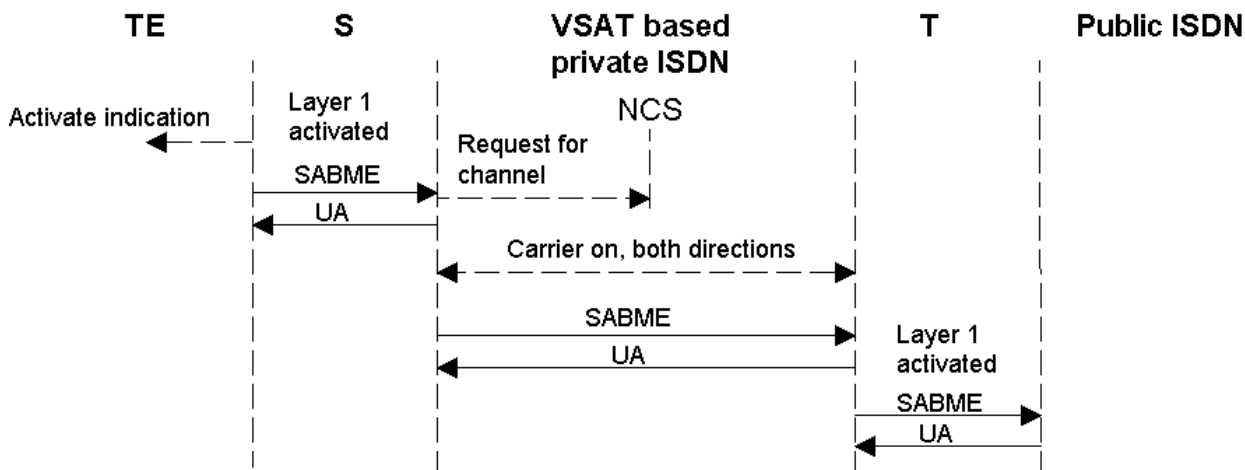 TE
S
VSAT based
private ISDN
T
Public ISDN
NCS
Activate indication
Layer 1
activated
Request for
channel
SABME
UA
Carrier on, both directions
SABME
UA
Layer 1
activated
SABME
UA